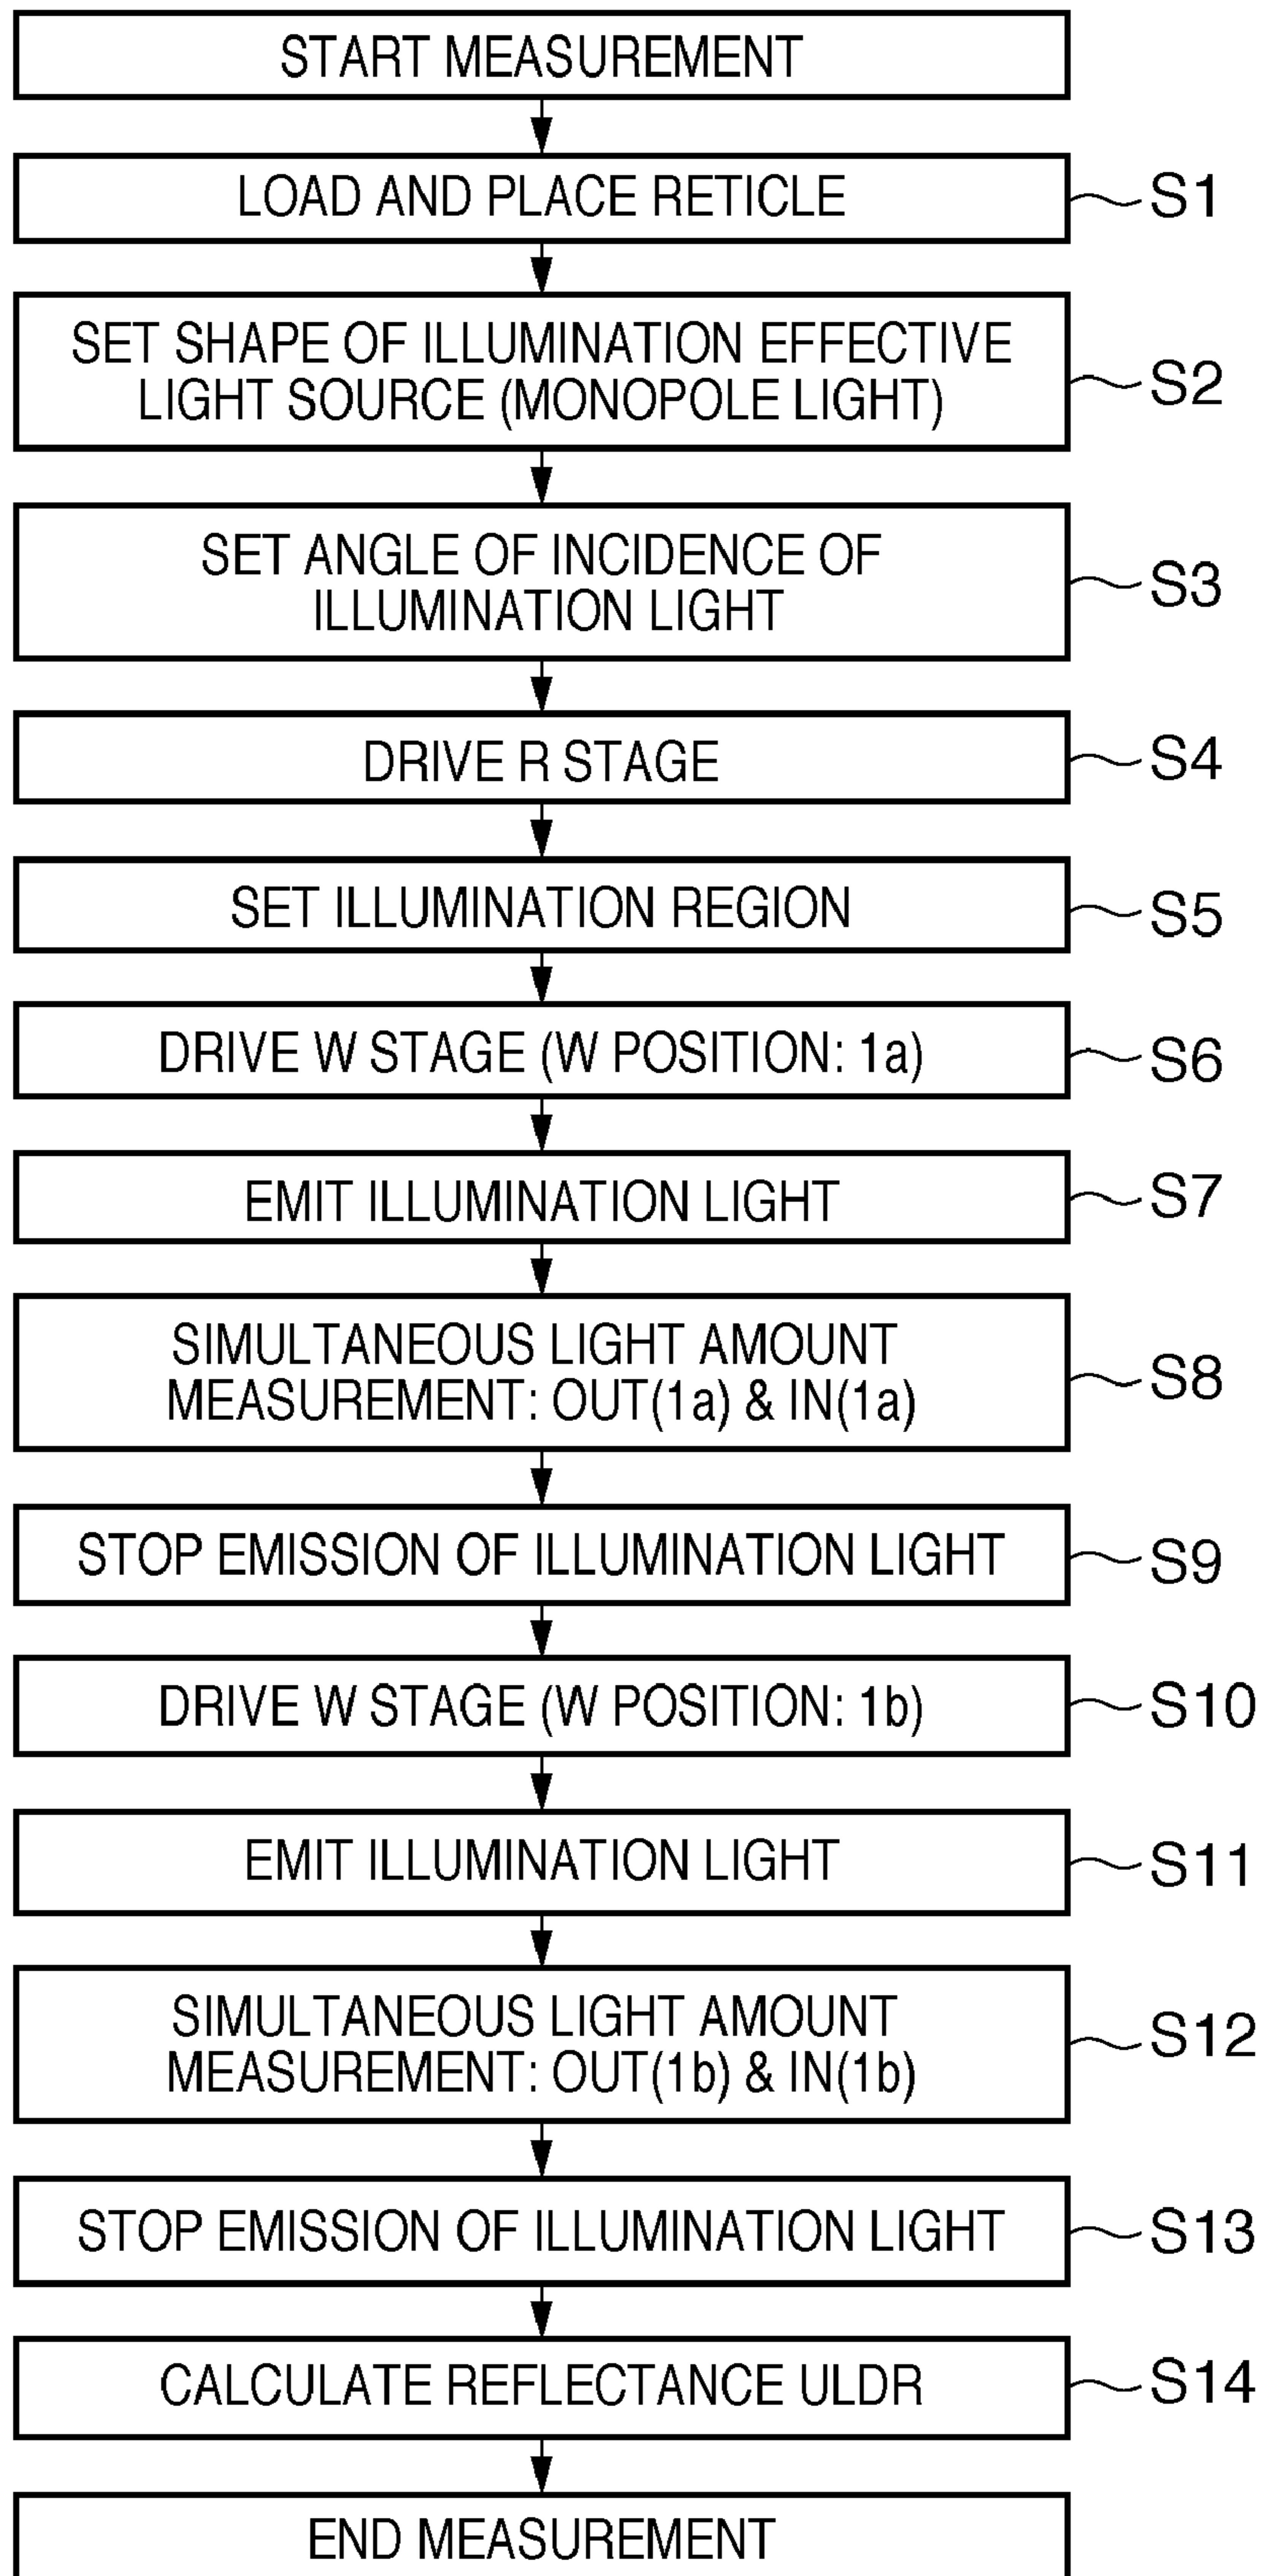 START MEASUREMENT
LOAD AND PLACE RETICLE
S1
SET SHAPE OF ILLUMINATION EFFECTIVE
LIGHT SOURCE (MONOPOLE LIGHT)
S2
SET ANGLE OF INCIDENCE OF
ILLUMINATION LIGHT
S3
DRIVE R STAGE
S4
SET ILLUMINATION REGION
S5
DRIVE W STAGE (W POSITION: 1a)
S6
EMIT ILLUMINATION LIGHT
S7
SIMULTANEOUS LIGHT AMOUNT
MEASUREMENT: OUT(1a) & IN(1a)
S8
STOP EMISSION OF ILLUMINATION LIGHT
S9
DRIVE W STAGE (W POSITION: 1b)
S10
EMIT ILLUMINATION LIGHT
S11
SIMULTANEOUS LIGHT AMOUNT
MEASUREMENT: OUT(1b) & IN(1b)
S12
STOP EMISSION OF ILLUMINATION LIGHT
S13
CALCULATE REFLECTANCE ULDR
S14
END MEASUREMENT